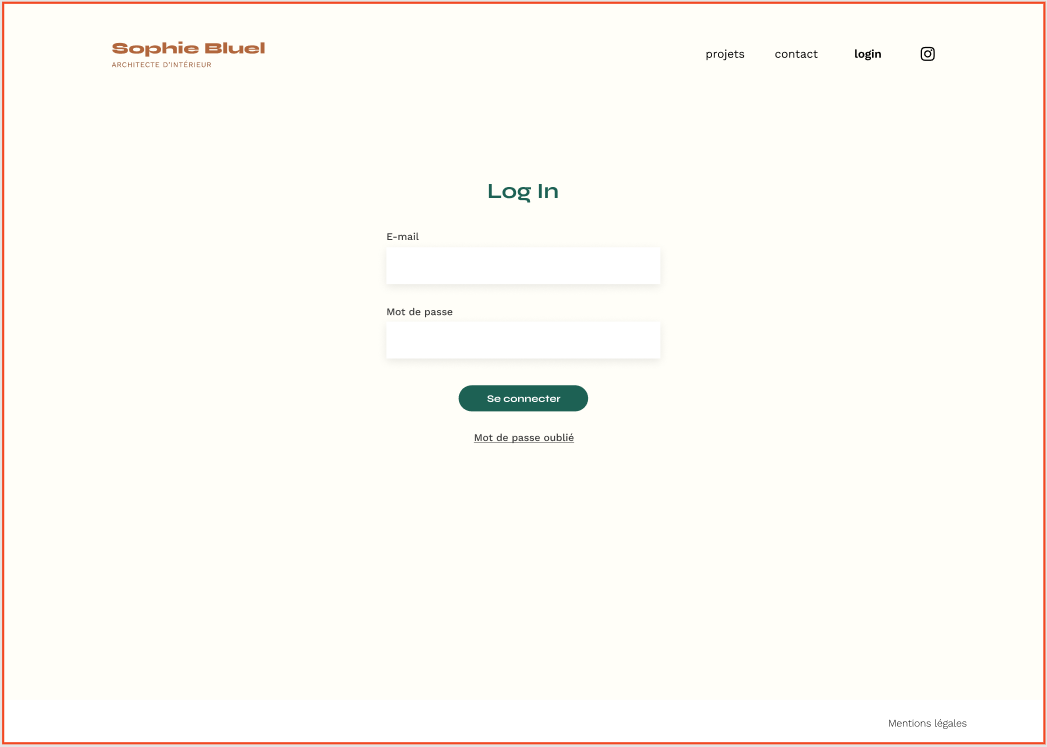 Sophie Bluel
ARCHITECTE D'INTÉRIEUR
projets contact login
Log In
E-mail
Mot de passe
Se connecter
Mot de passe oublié
Mentions légales